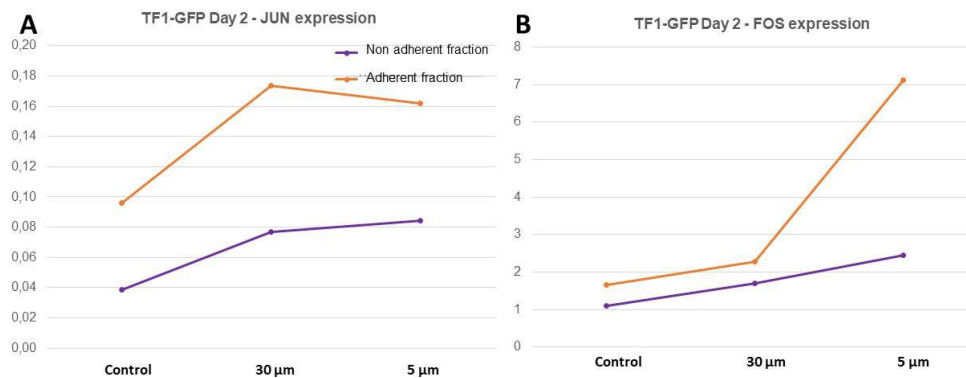 A
TF1-GFP Day 2 - JUN expression
0,20
0,18
0,16
0,14
0,12
0,10
0,08
0,06
0,04
0,02
0,00
Non adherent fraction
Adherent fraction
Control 30 µm 5 µm
B
TF1-GFP Day 2 - FOS expression
8
7
6
5
4
3
2
1
0
Control 30 µm 5 µm